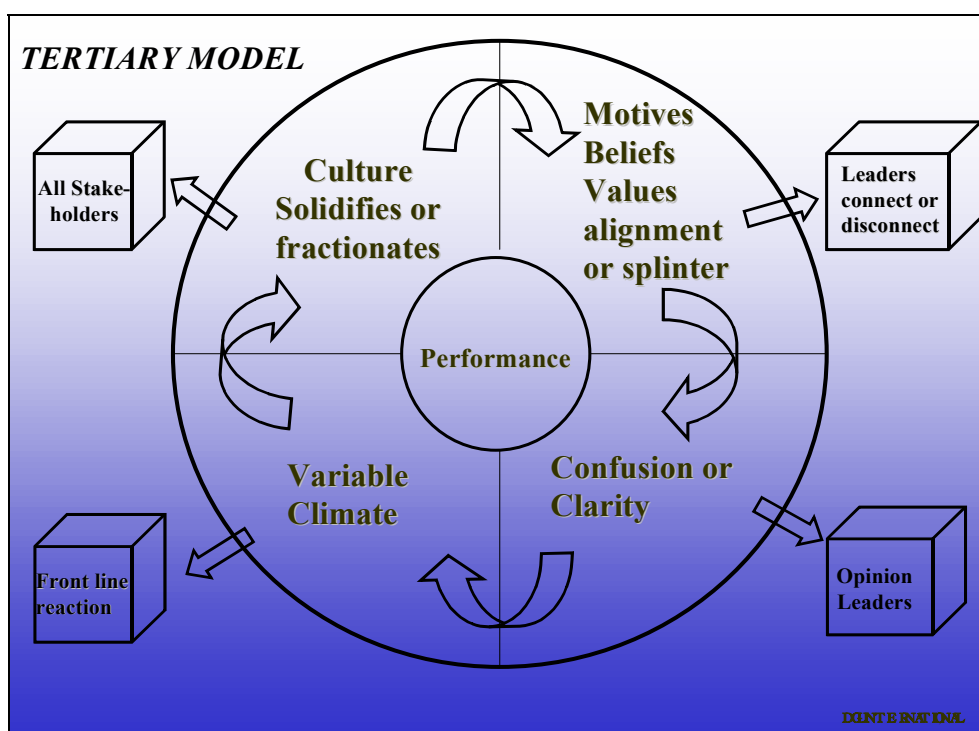 TERTIARY MODEL
Culture
Solidifies or
fractionates
Motives
Beliefs
Values
alignment
or splinter
All Stake-
holders
Leaders
connect or
disconnect
Performance
Variable
Climate
Confusion or
Clarity
Front line
reaction
Opinion
Leaders